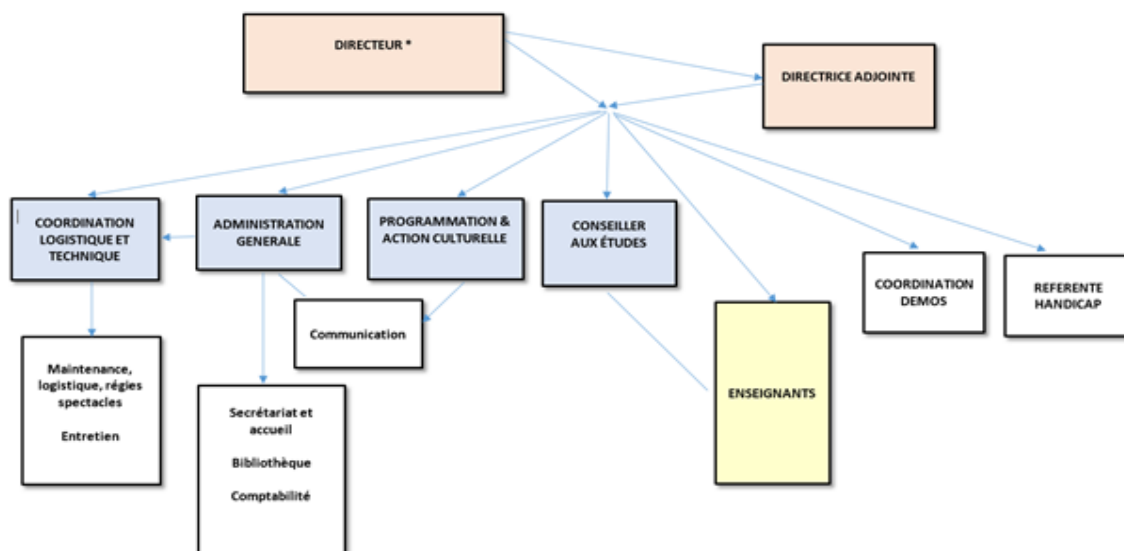 DIRECTEUR *
DIRECTRICE ADJOINTE
COORDINATION
LOGISTIQUE ET
TECHNIQUE
ADMINISTRATION
GENERALE
PROGRAMMATION &
ACTION CULTURELLE
CONSEILLER
AUX ÉTUDES
COORDINATION
DEMOS
REFERENTE
HANDICAP
Communication
ENSEIGNANTS
Maintenance,
logistique, régies
spectacles
Entretien
Secrétariat et
accueil
Bibliothèque
Comptabilité